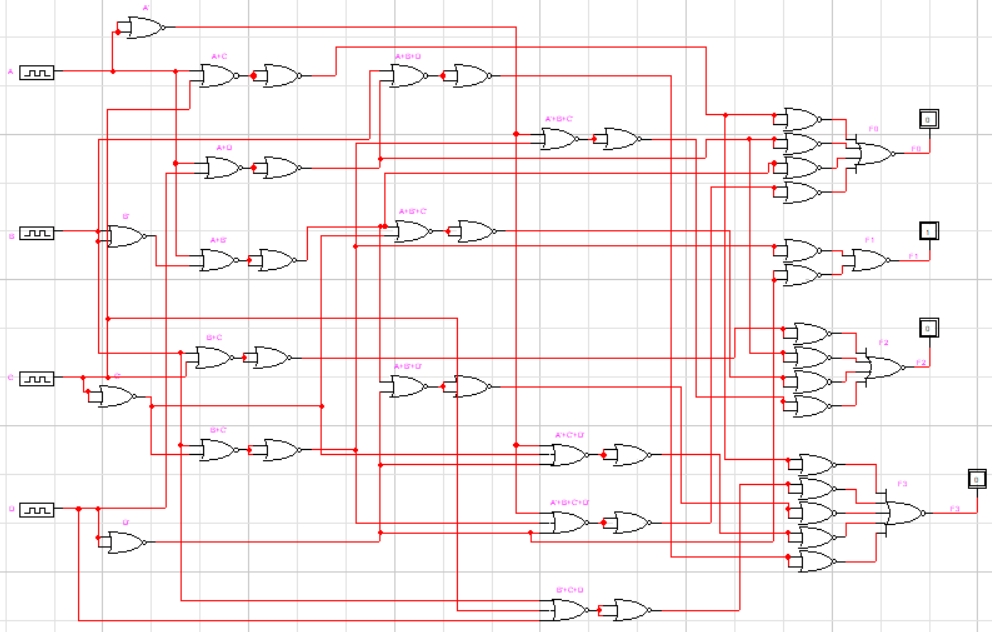 A'
A
A+C
A+B+D
0
A'+B+C'
F0
F0
A+D
B
B'
A+B'
A+B'+C'
1
F1
F1
B+C
0
C
C'
A+B'+D'
F2
F2
B+C'
A'+C'+D'
0
F3
F3
D
D'
A'+B+C'+D'
B'+C+D